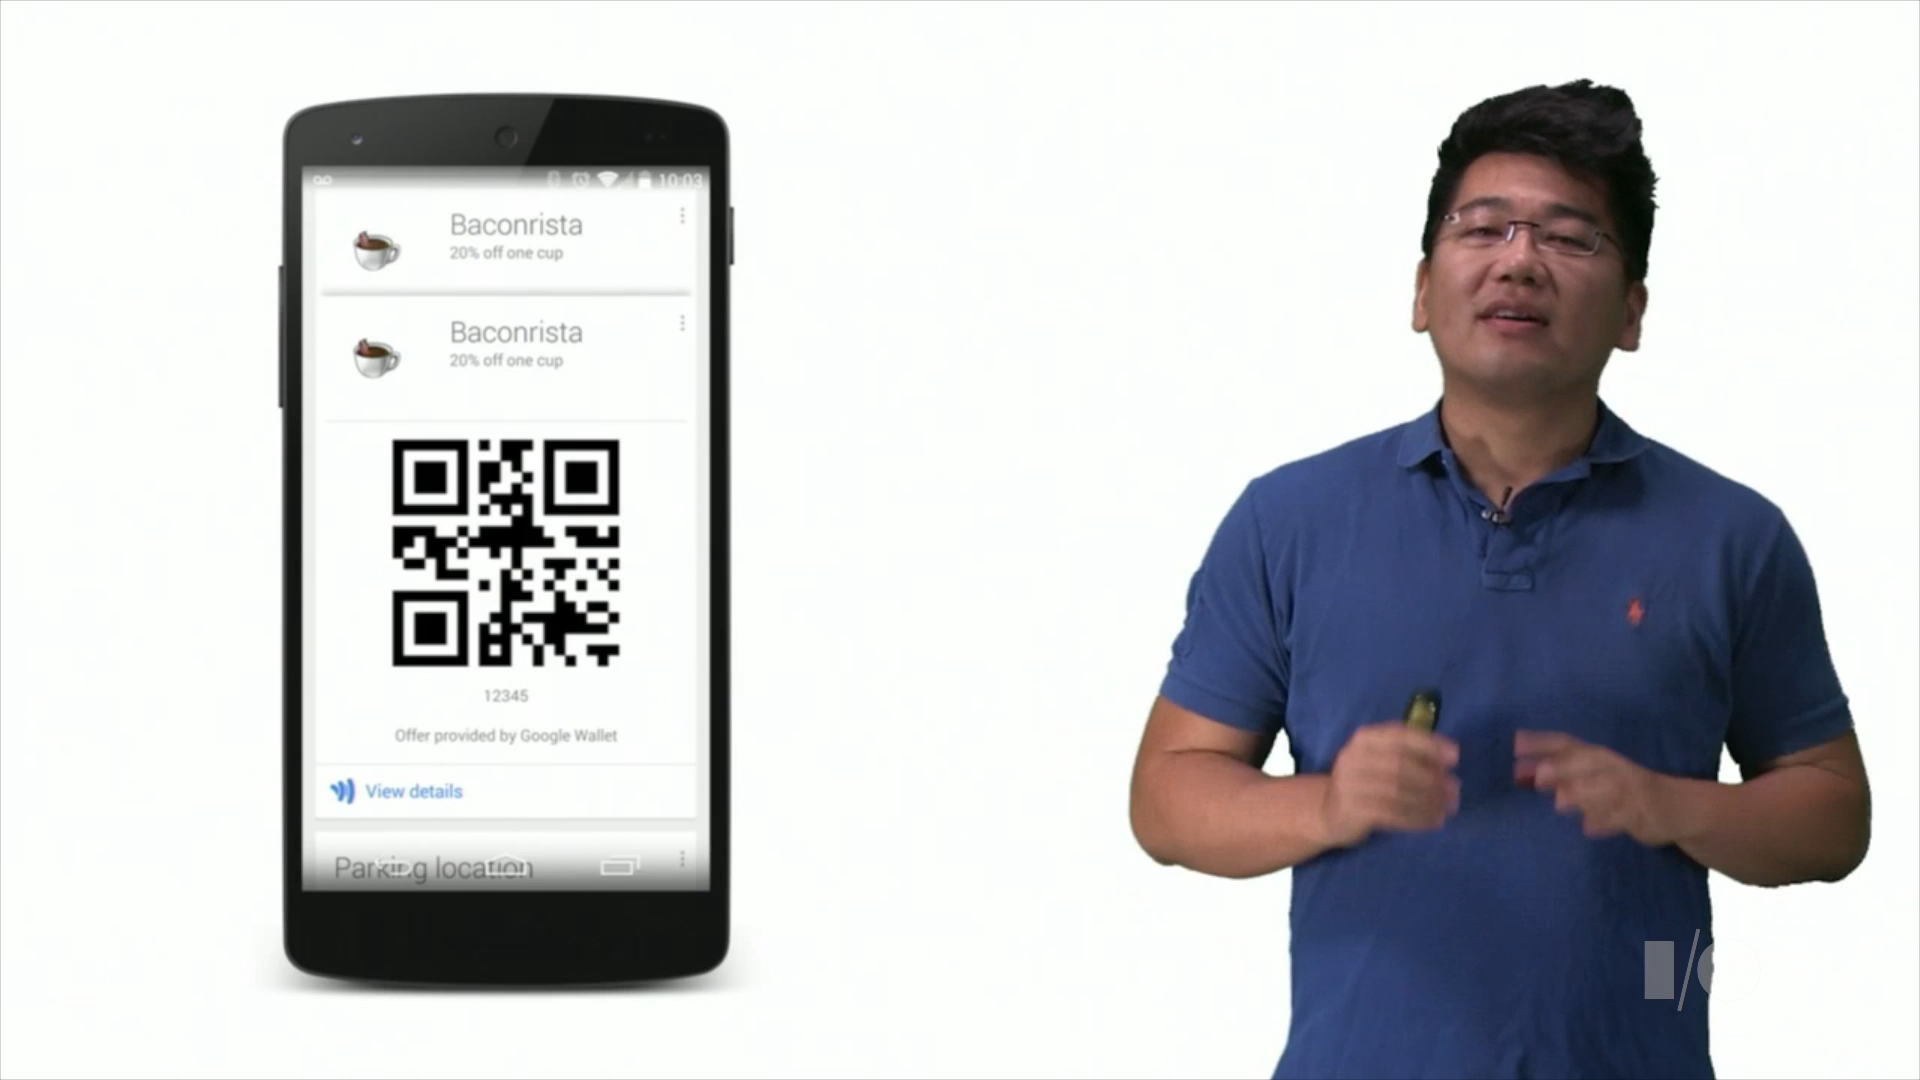 10:03
Baconrista
20% off one cup
Baconrista
20% off one cup
12345
Offer provided by Google Wallet
View details
Parking location
I/O